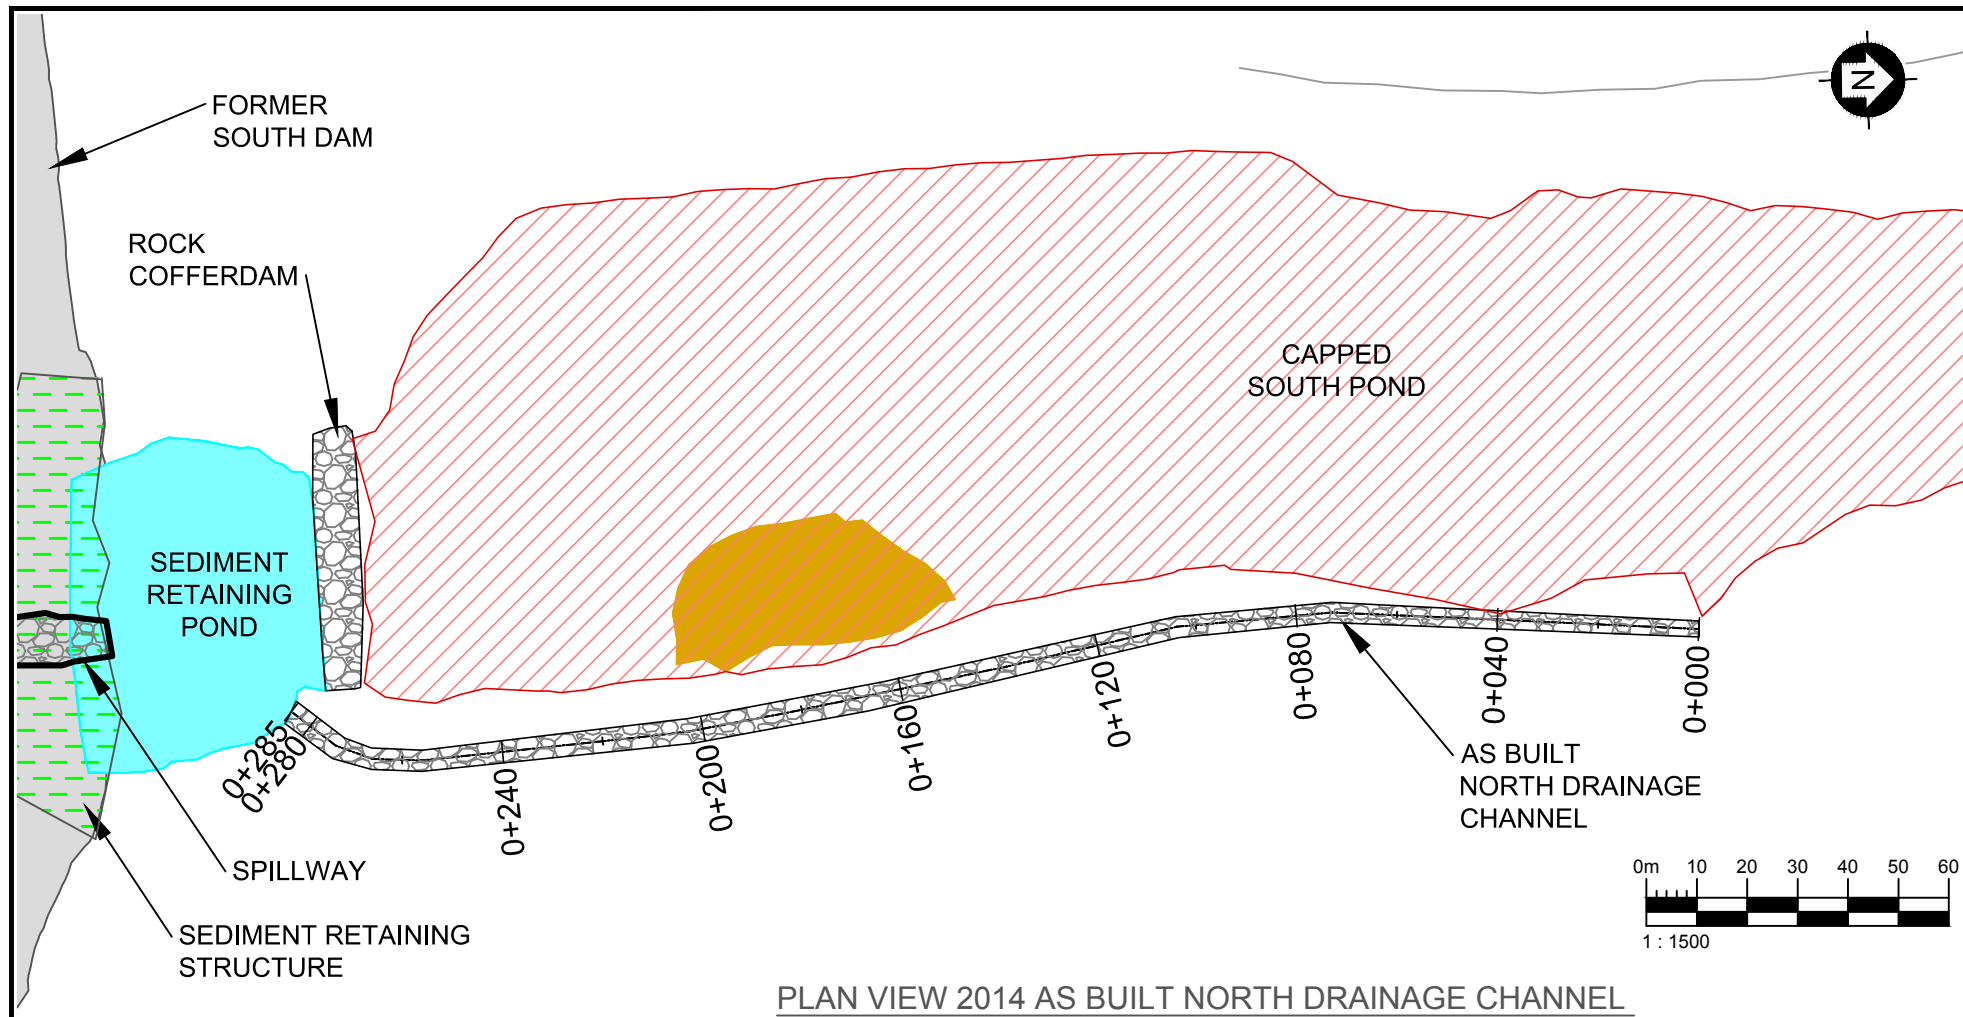 N
FORMER
SOUTH DAM
ROCK
COFFERDAM
CAPPED
SOUTH POND
SEDIMENT
RETAINING
POND
0+285
0+280
0+240
0+200
0+160
0+120
0+080
0+040
0+000
AS BUILT
NORTH DRAINAGE
CHANNEL
SPILLWAY
SEDIMENT RETAINING
STRUCTURE
0m 10 20 30 40 50 60
1 : 1500
PLAN VIEW 2014 AS BUILT NORTH DRAINAGE CHANNEL